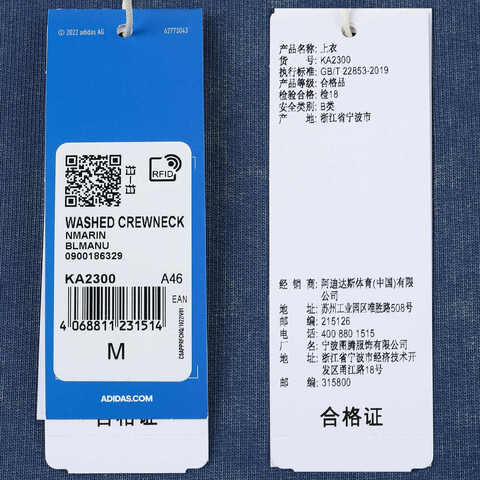 © 2022 adidas AG
62773043
RFID
WASHED CREWNECK
NMARIN
BLMANU
0900186329
KA2300 A46
EAN
4 068811 231514
M
ADIDAS.COM
合格证
产品名称: 上衣
货 号: KA2300
执行标准: GB/T 22853-2019
产品等级: 合格品
检验合格: 检18
安全类别: B类
产 地: 浙江省宁波市
经 销 商: 阿迪达斯体育(中国)有限
公司
地 址: 苏州工业园区唯胜路508号
邮 编: 215126
电 话: 400 880 1515
厂 名: 宁波甬腾服饰有限公司
地 址: 浙江省宁波市经济技术开
发区甬江路18号
邮 编: 315800
合格证